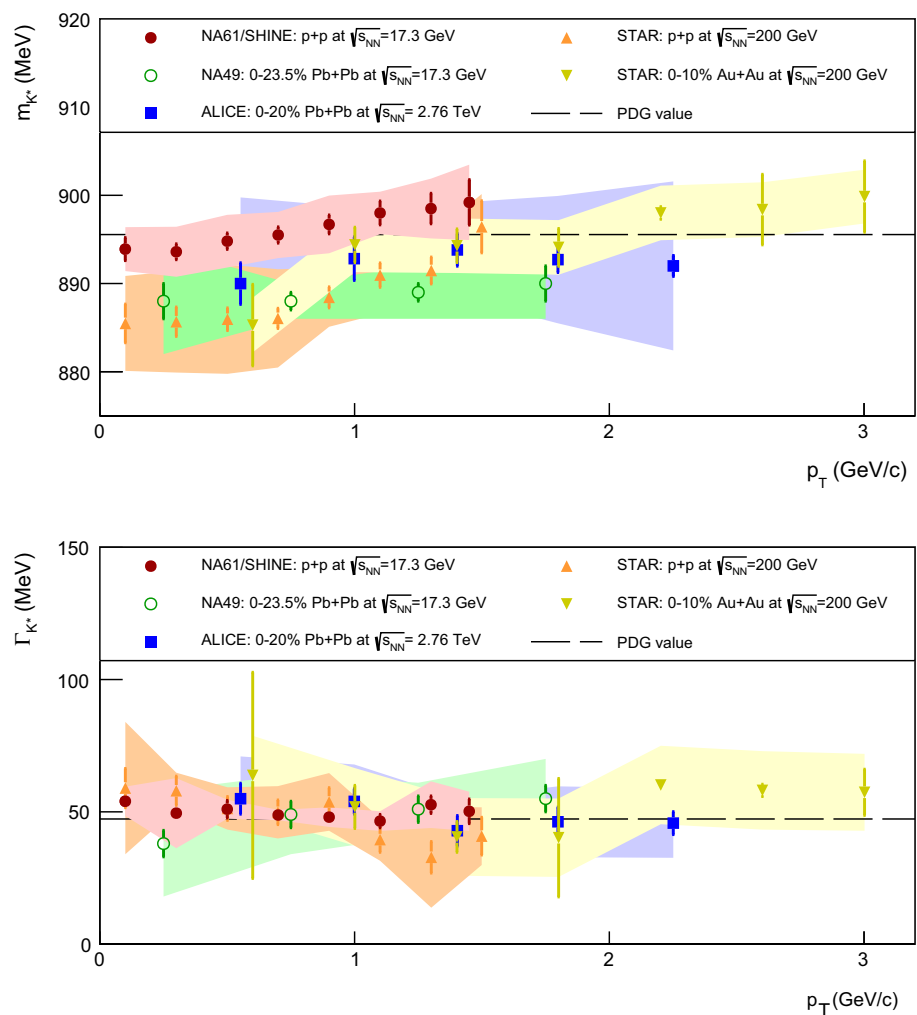 m_K* (MeV)
920
910
900
890
880
NA61/SHINE: p+p at √s_NN=17.3 GeV
STAR: p+p at √s_NN=200 GeV
NA49: 0-23.5% Pb+Pb at √s_NN=17.3 GeV
STAR: 0-10% Au+Au at √s_NN=200 GeV
ALICE: 0-20% Pb+Pb at √s_NN= 2.76 TeV
PDG value
0 1 2 3
p_T (GeV/c)
Γ_K* (MeV)
150
100
50
0
NA61/SHINE: p+p at √s_NN=17.3 GeV
STAR: p+p at √s_NN=200 GeV
NA49: 0-23.5% Pb+Pb at √s_NN=17.3 GeV
STAR: 0-10% Au+Au at √s_NN=200 GeV
ALICE: 0-20% Pb+Pb at √s_NN= 2.76 TeV
PDG value
0 1 2 3
p_T(GeV/c)